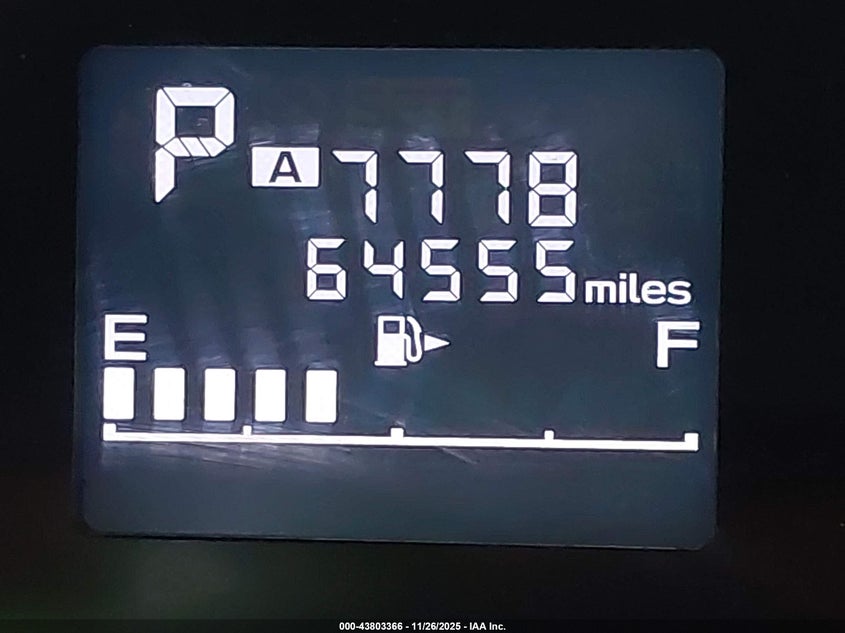 P A 7778
64555 miles
E F
000-43803366 - 11/26/2025 - IAA Inc.